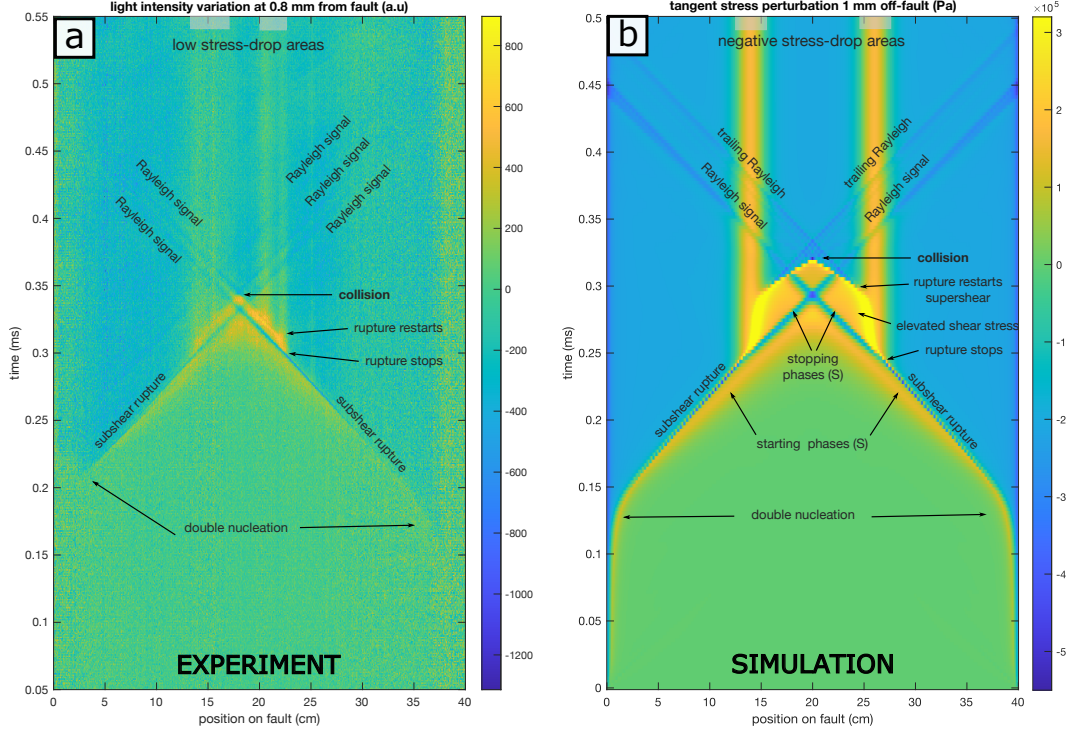 light intensity variation at 0.8 mm from fault (a.u)
a
low stress-drop areas
Rayleigh signal
Rayleigh signal
Rayleigh signal
Rayleigh signal
Rayleigh signal
collision
rupture restarts
rupture stops
subshear rupture
subshear rupture
double nucleation
EXPERIMENT
0.55
0.5
0.45
0.4
0.35
0.3
0.25
0.2
0.15
0.1
0.05
time (ms)
0 5 10 15 20 25 30 35 40
position on fault (cm)
800
600
400
200
0
-200
-400
-600
-800
-1000
-1200
tangent stress perturbation 1 mm off-fault (Pa)
×10⁵
b
negative stress-drop areas
trailing Rayleigh
trailing Rayleigh
Rayleigh signal
Rayleigh signal
collision
rupture restarts
supershear
elevated shear stress
rupture stops
stopping
phases (S)
subshear rupture
subshear rupture
starting phases (S)
double nucleation
SIMULATION
0.5
0.45
0.4
0.35
0.3
0.25
0.2
0.15
0.1
0.05
0
time (ms)
0 5 10 15 20 25 30 35 40
position on fault (cm)
3
2
1
0
-1
-2
-3
-4
-5